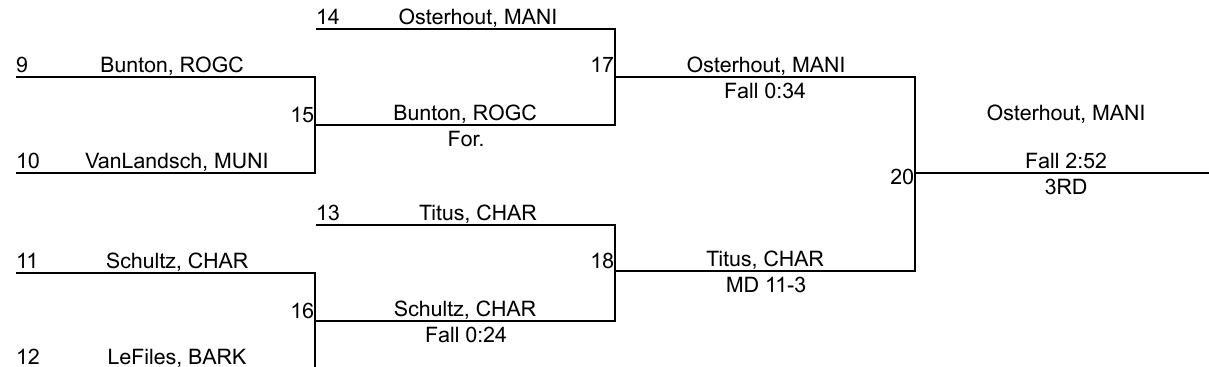 14 Osterhout, MANI
9 Bunton, ROGC
17 Osterhout, MANI
Fall 0:34
15 Bunton, ROGC
For.
Osterhout, MANI
10 VanLandsch, MUNI
Fall 2:52
20
3RD
13 Titus, CHAR
11 Schultz, CHAR
18 Titus, CHAR
MD 11-3
16 Schultz, CHAR
Fall 0:24
12 LeFiles, BARK